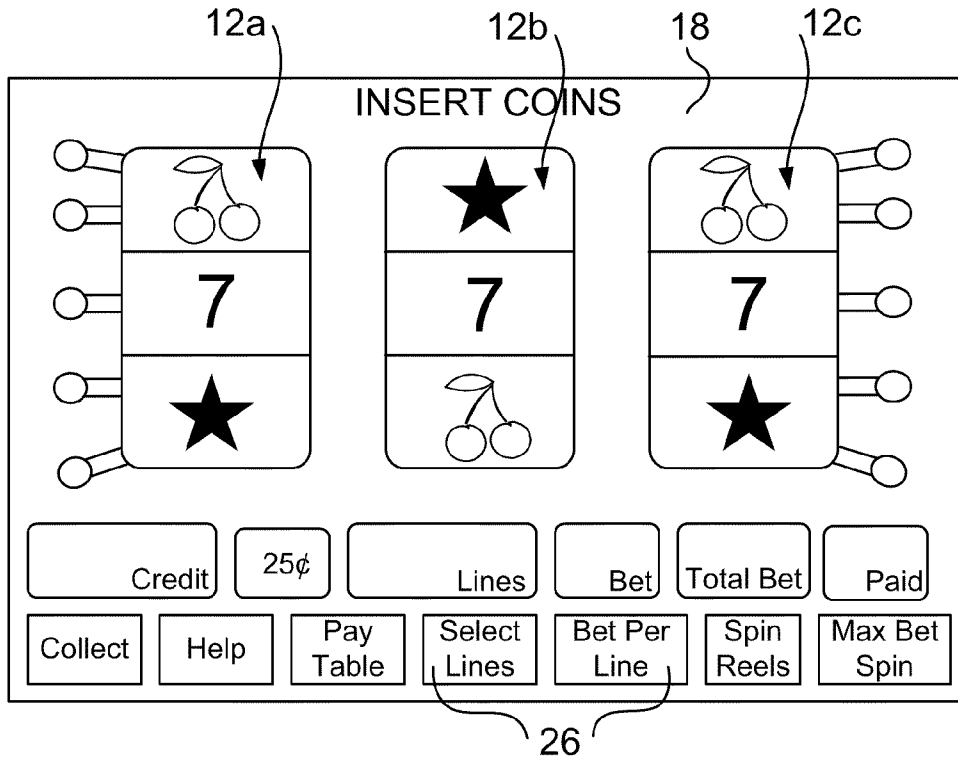 12a 12b 18 12c
INSERT COINS
7 7 7
25¢
Credit Lines Bet Total Bet Paid
Collect Help Pay Table Select Lines Bet Per Line Spin Reels Max Bet Spin
26